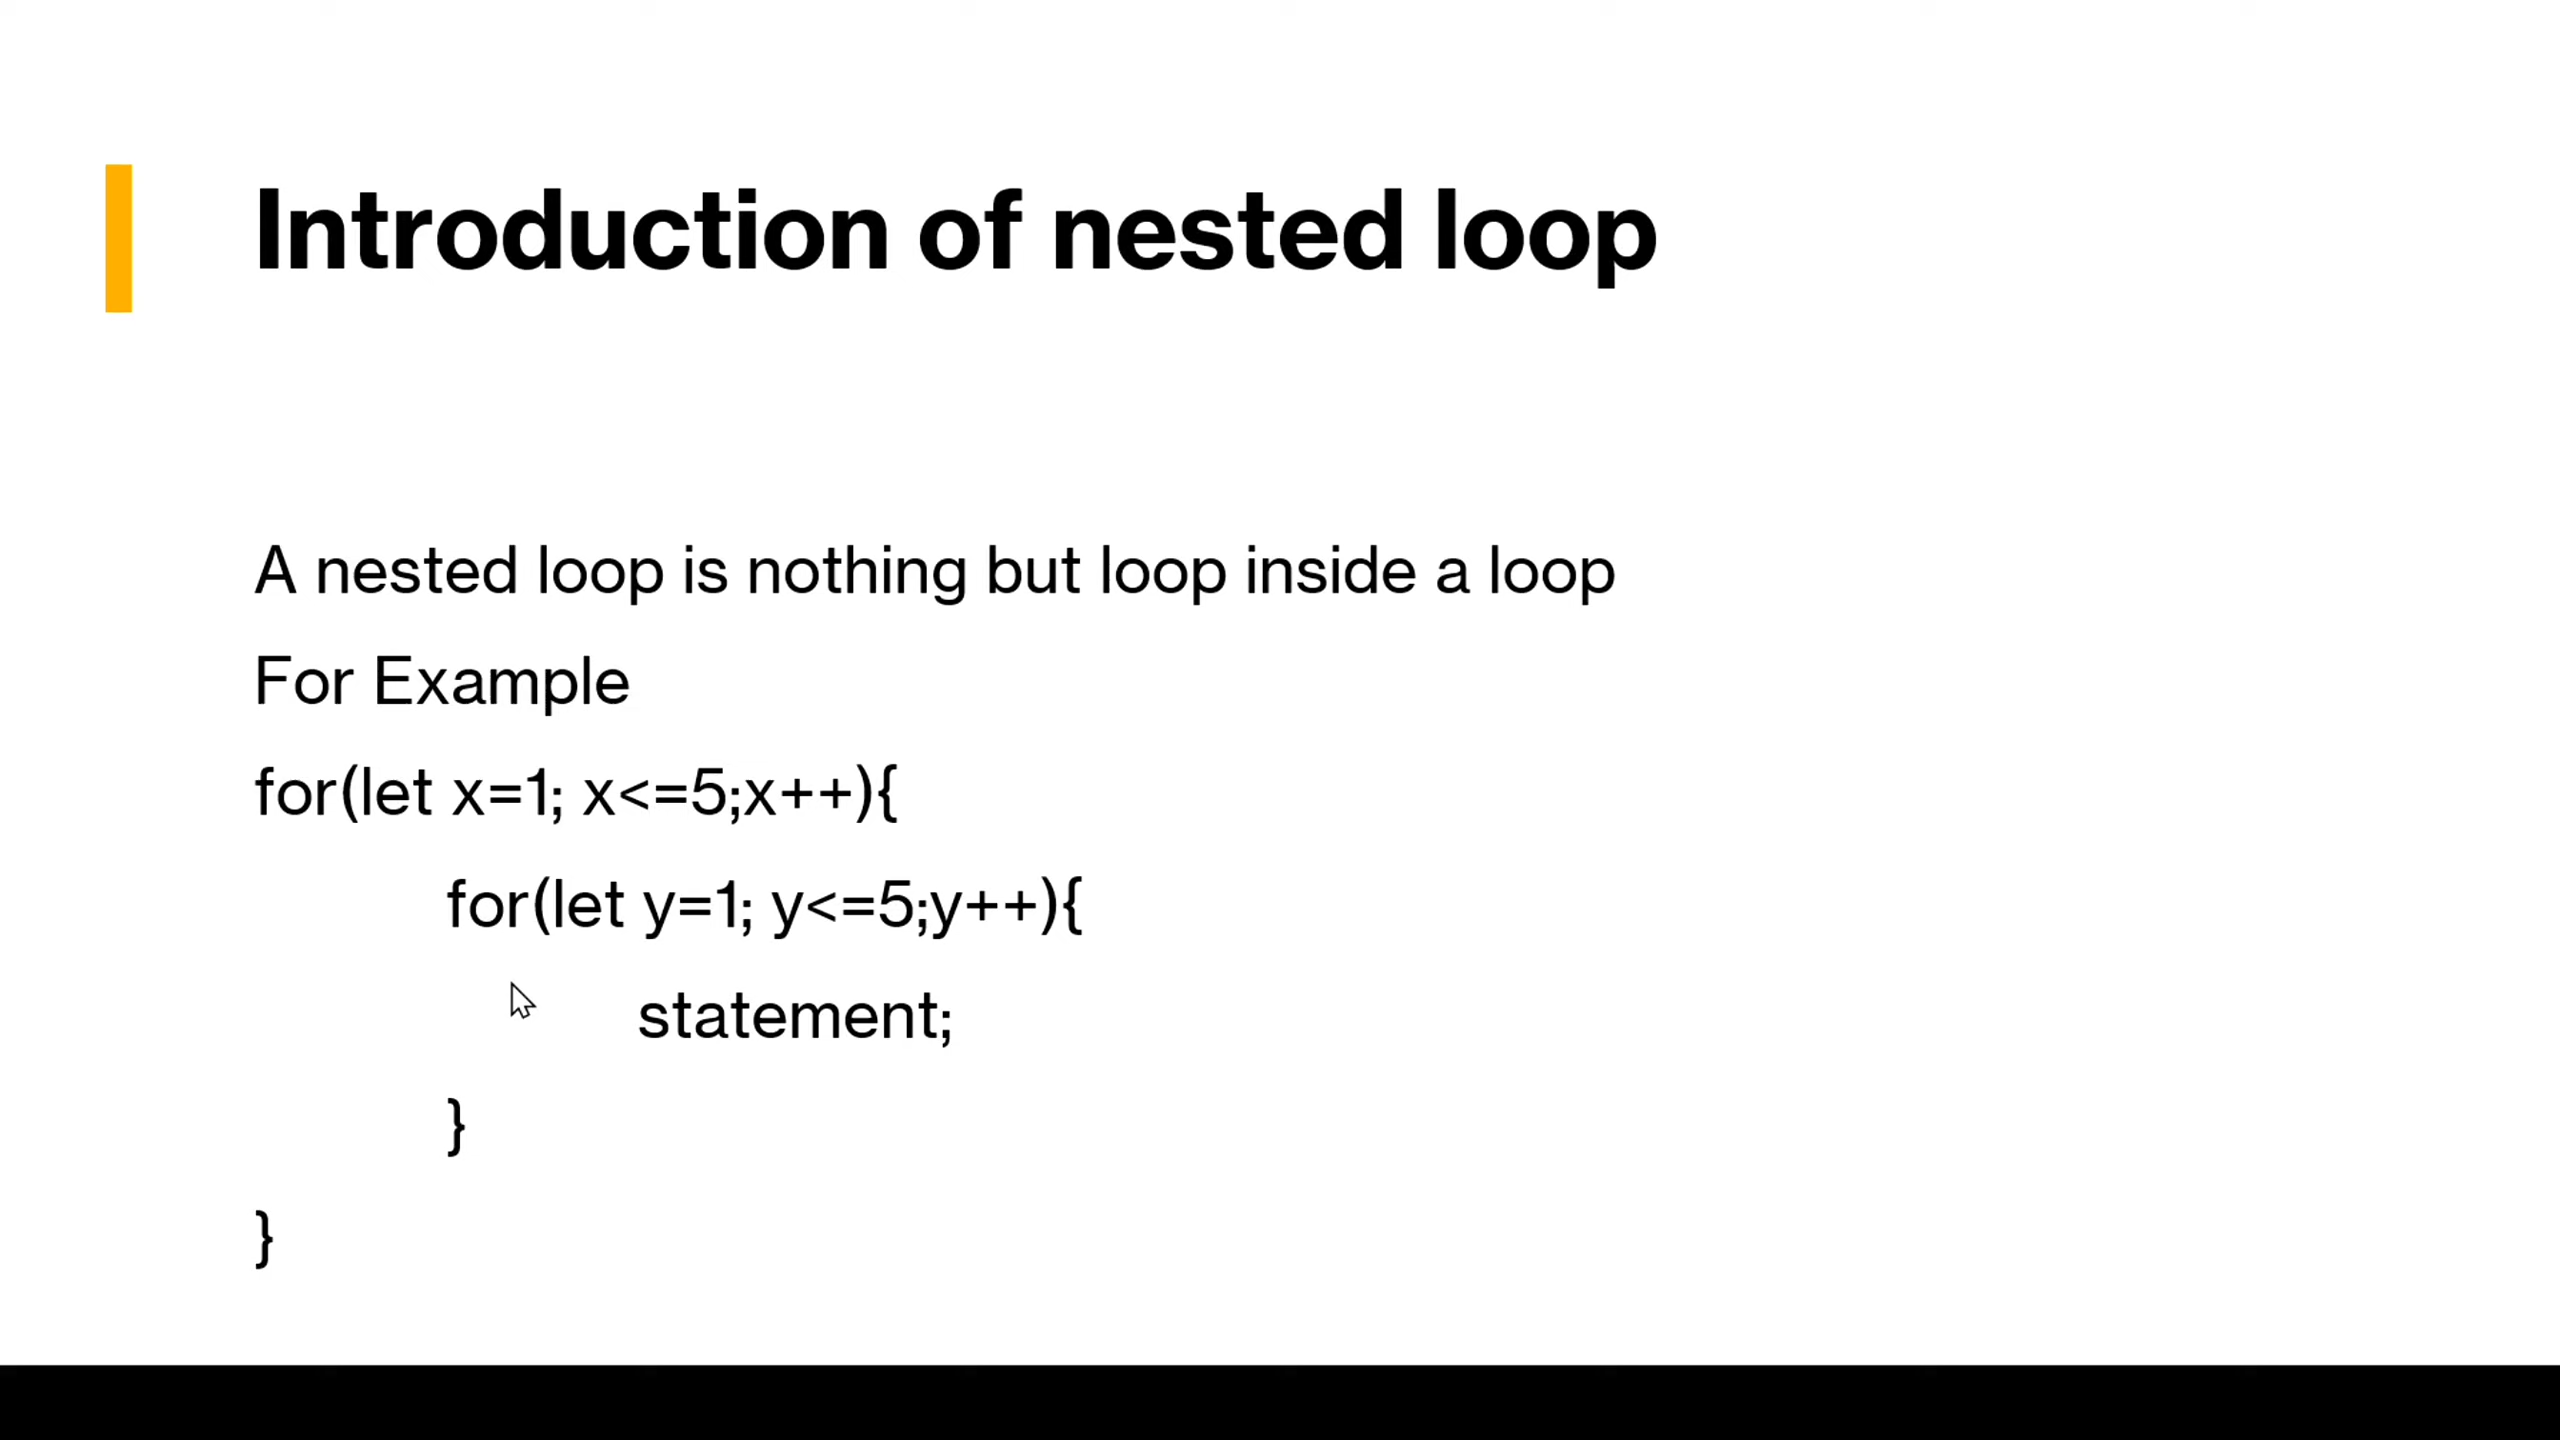 Introduction of nested loop
A nested loop is nothing but loop inside a loop
For Example
for(let x=1; x<=5;x++){
for(let y=1; y<=5;y++){
statement;
}
}